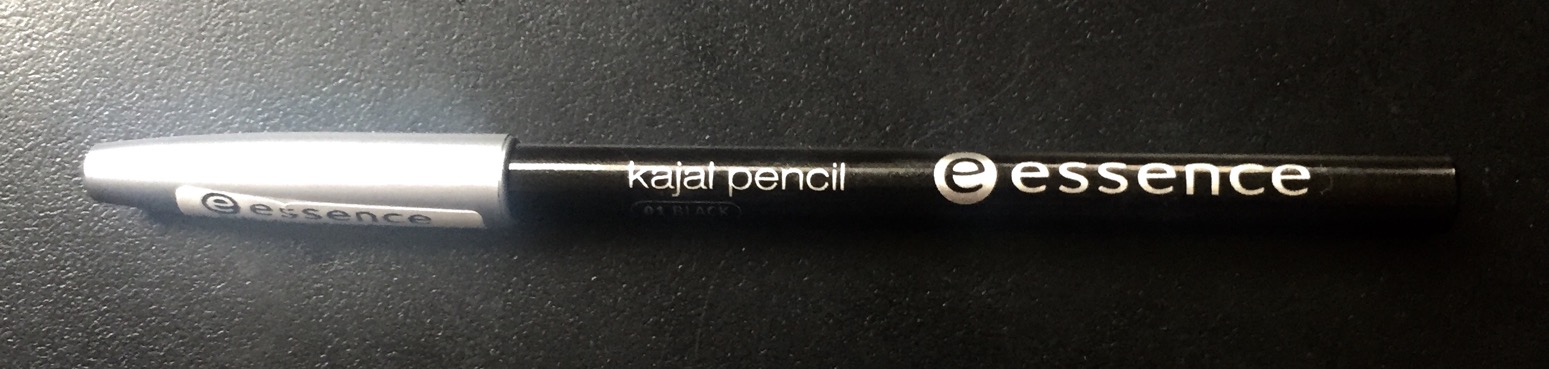 e essence
kajal pencil
01 BLACK
e essence